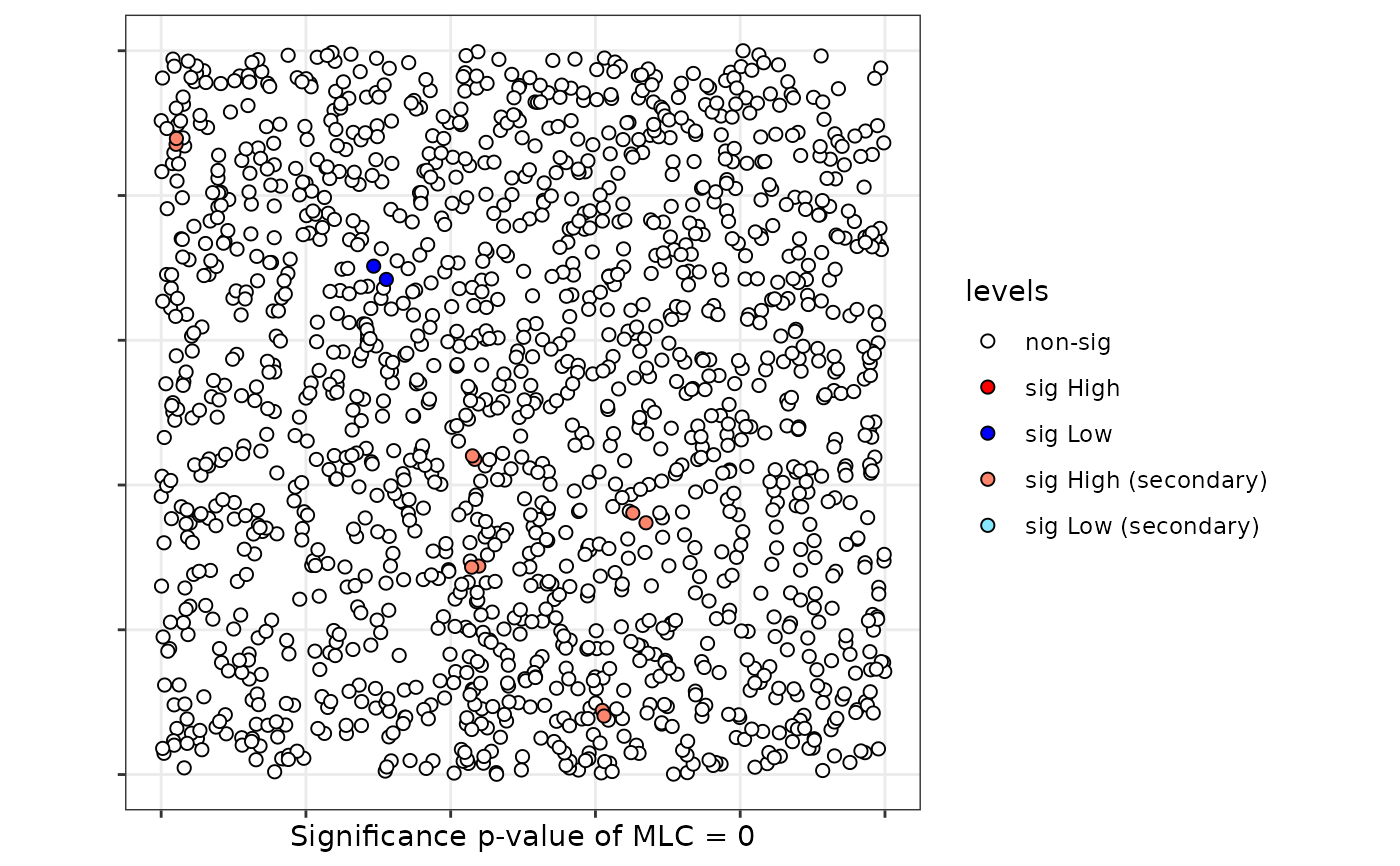 levels
non-sig
sig High
sig Low
sig High (secondary)
sig Low (secondary)
Significance p-value of MLC = 0